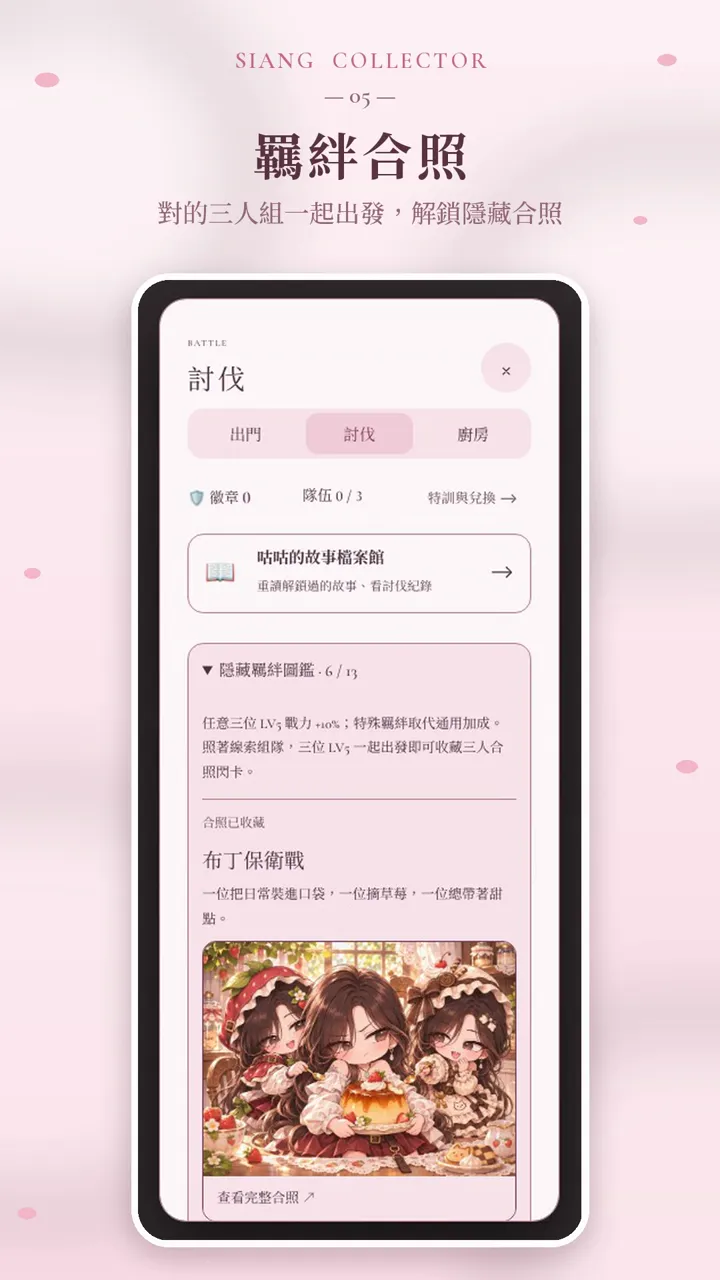 SIANG COLLECTOR
— 05 —
羈絆合照
對的三人組一起出發，解鎖隱藏合照
BATTLE
討伐
×
出門 討伐 廚房
徽章 0 隊伍 0 / 3 特訓與兌換 →
咕咕的故事檔案館
重讀解鎖過的故事、看討伐紀錄
→
▼ 隱藏羈絆圖鑑 · 6 / 13
任意三位 LV5 戰力 +10%；特殊羈絆取代通用加成。
照著線索組隊，三位 LV5 一起出發即可收藏三人合
照閃卡。
合照已收藏
布丁保衛戰
一位把日常裝進口袋，一位摘草莓，一位總帶著甜
點。
查看完整合照 ↗